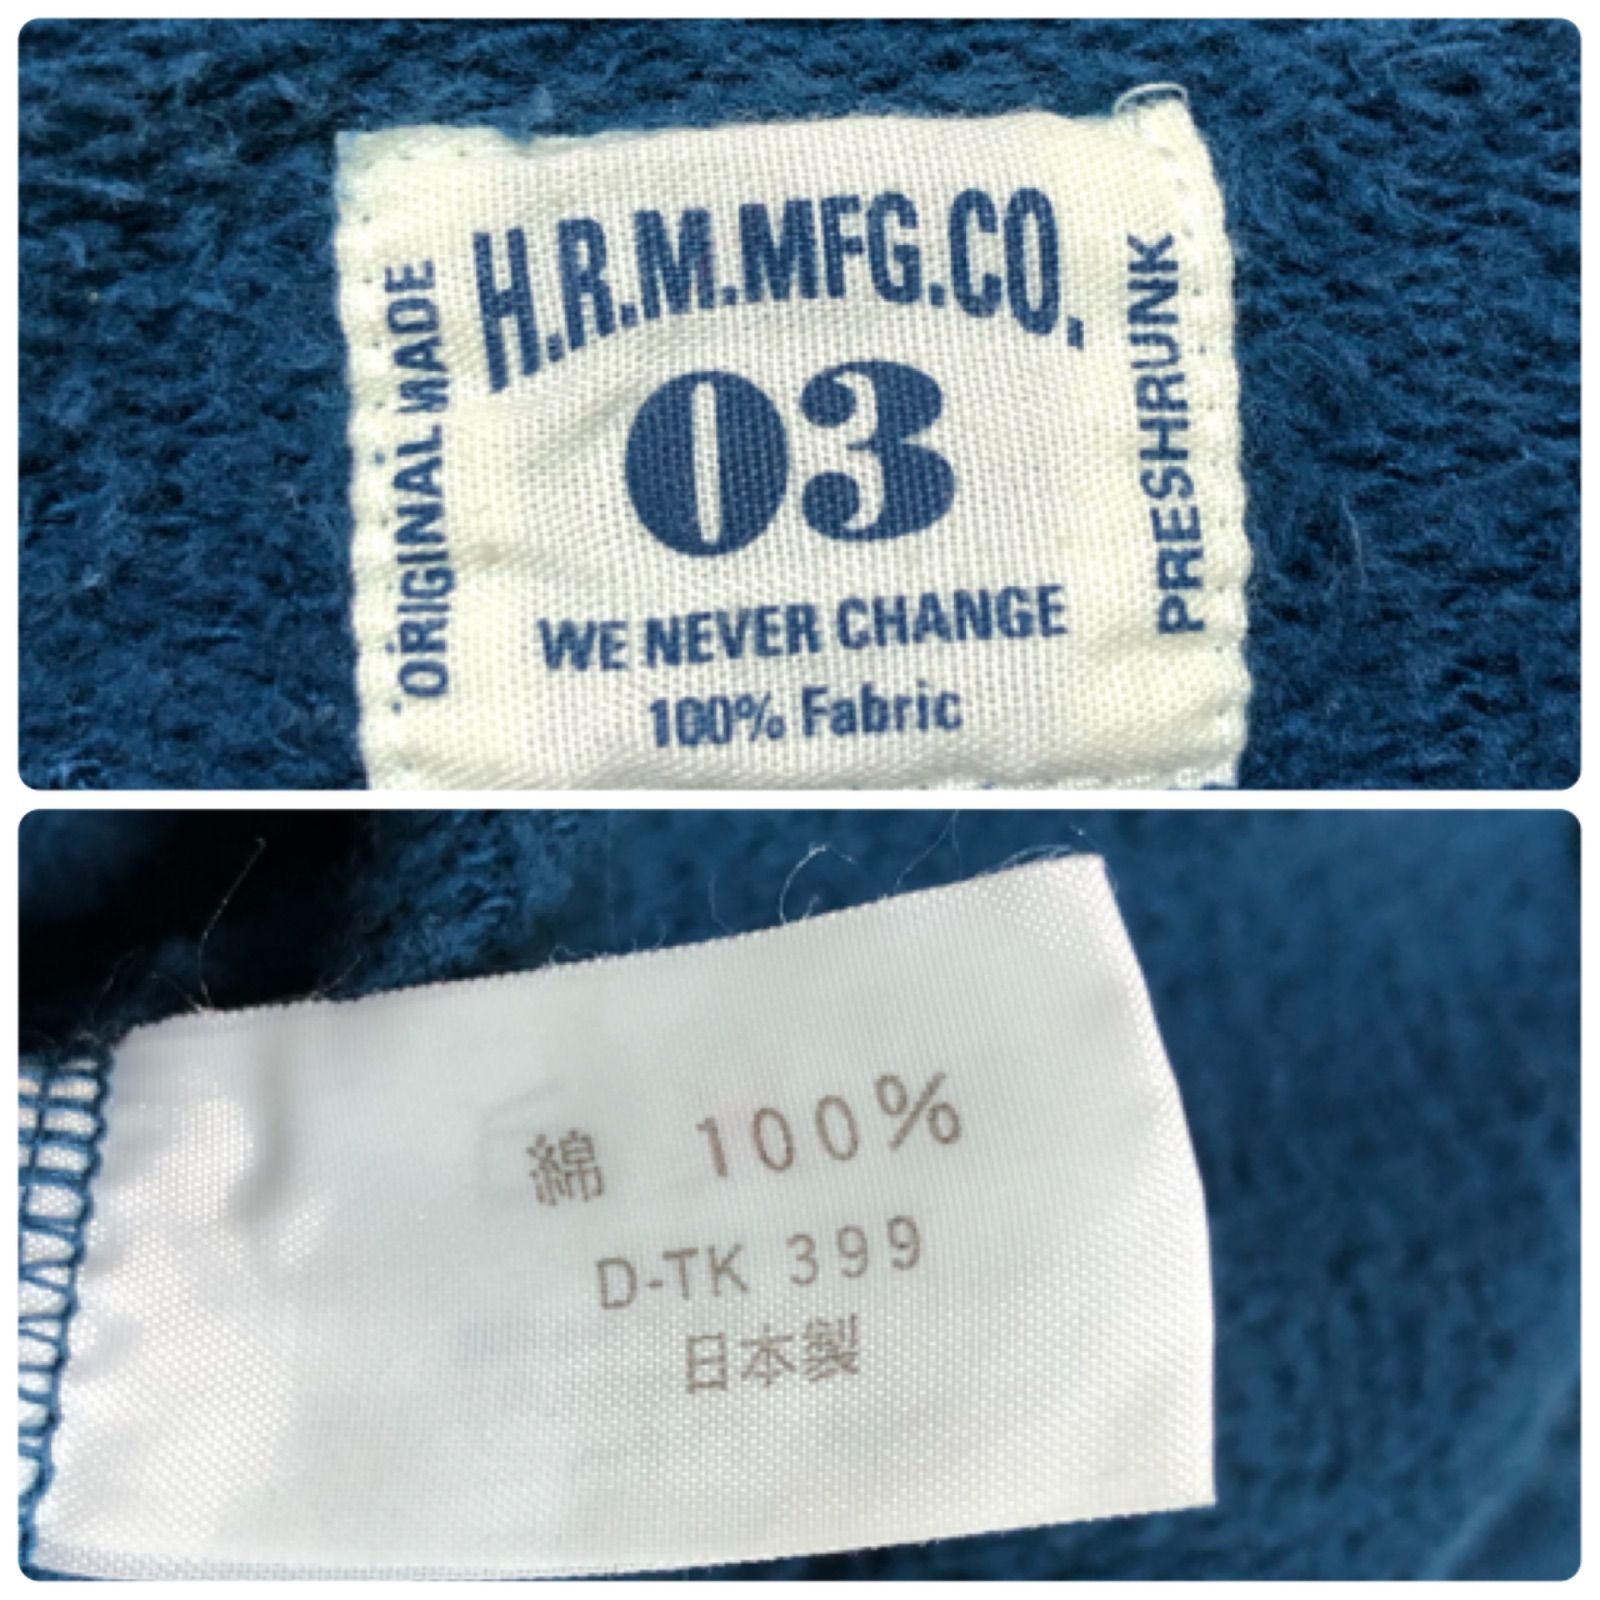 H.R.M.MFG.CO.
03
WE NEVER CHANGE
100% Fabric
ORIGINAL MADE
PRESHRUNK
綿 100%
D-TK 399
日本製